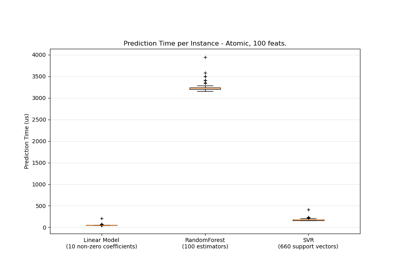 Prediction Time per Instance - Atomic, 100 feats.
4000
3500
3000
2500
2000
1500
1000
500
0
Prediction Time (us)
Linear Model
(10 non-zero coefficients)
RandomForest
(100 estimators)
SVR
(660 support vectors)